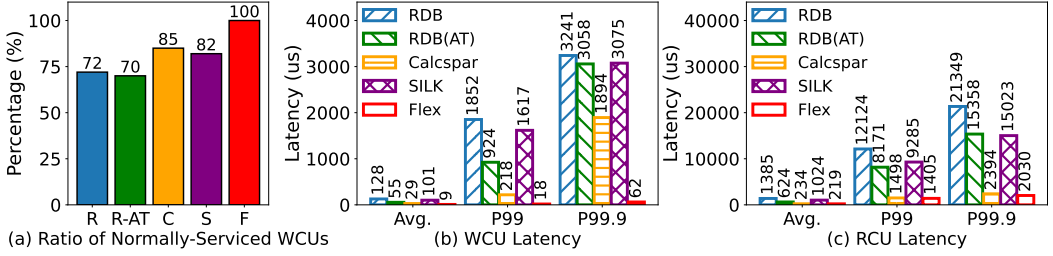 Percentage (%)
100
75
50
25
0
72
70
85
82
100
R R-AT C S F
(a) Ratio of Normally-Serviced WCUs
Latency (us)
4000
3000
2000
1000
0
RDB
RDB(AT)
Calcspar
SILK
Flex
128
55
29
101
9
1852
924
218
1617
18
3241
3058
1894
3075
62
Avg. P99 P99.9
(b) WCU Latency
Latency (us)
40000
30000
20000
10000
0
RDB
RDB(AT)
Calcspar
SILK
Flex
1385
624
234
1024
219
12124
8171
1498
9285
1405
21349
15358
2394
15023
2030
Avg. P99 P99.9
(c) RCU Latency